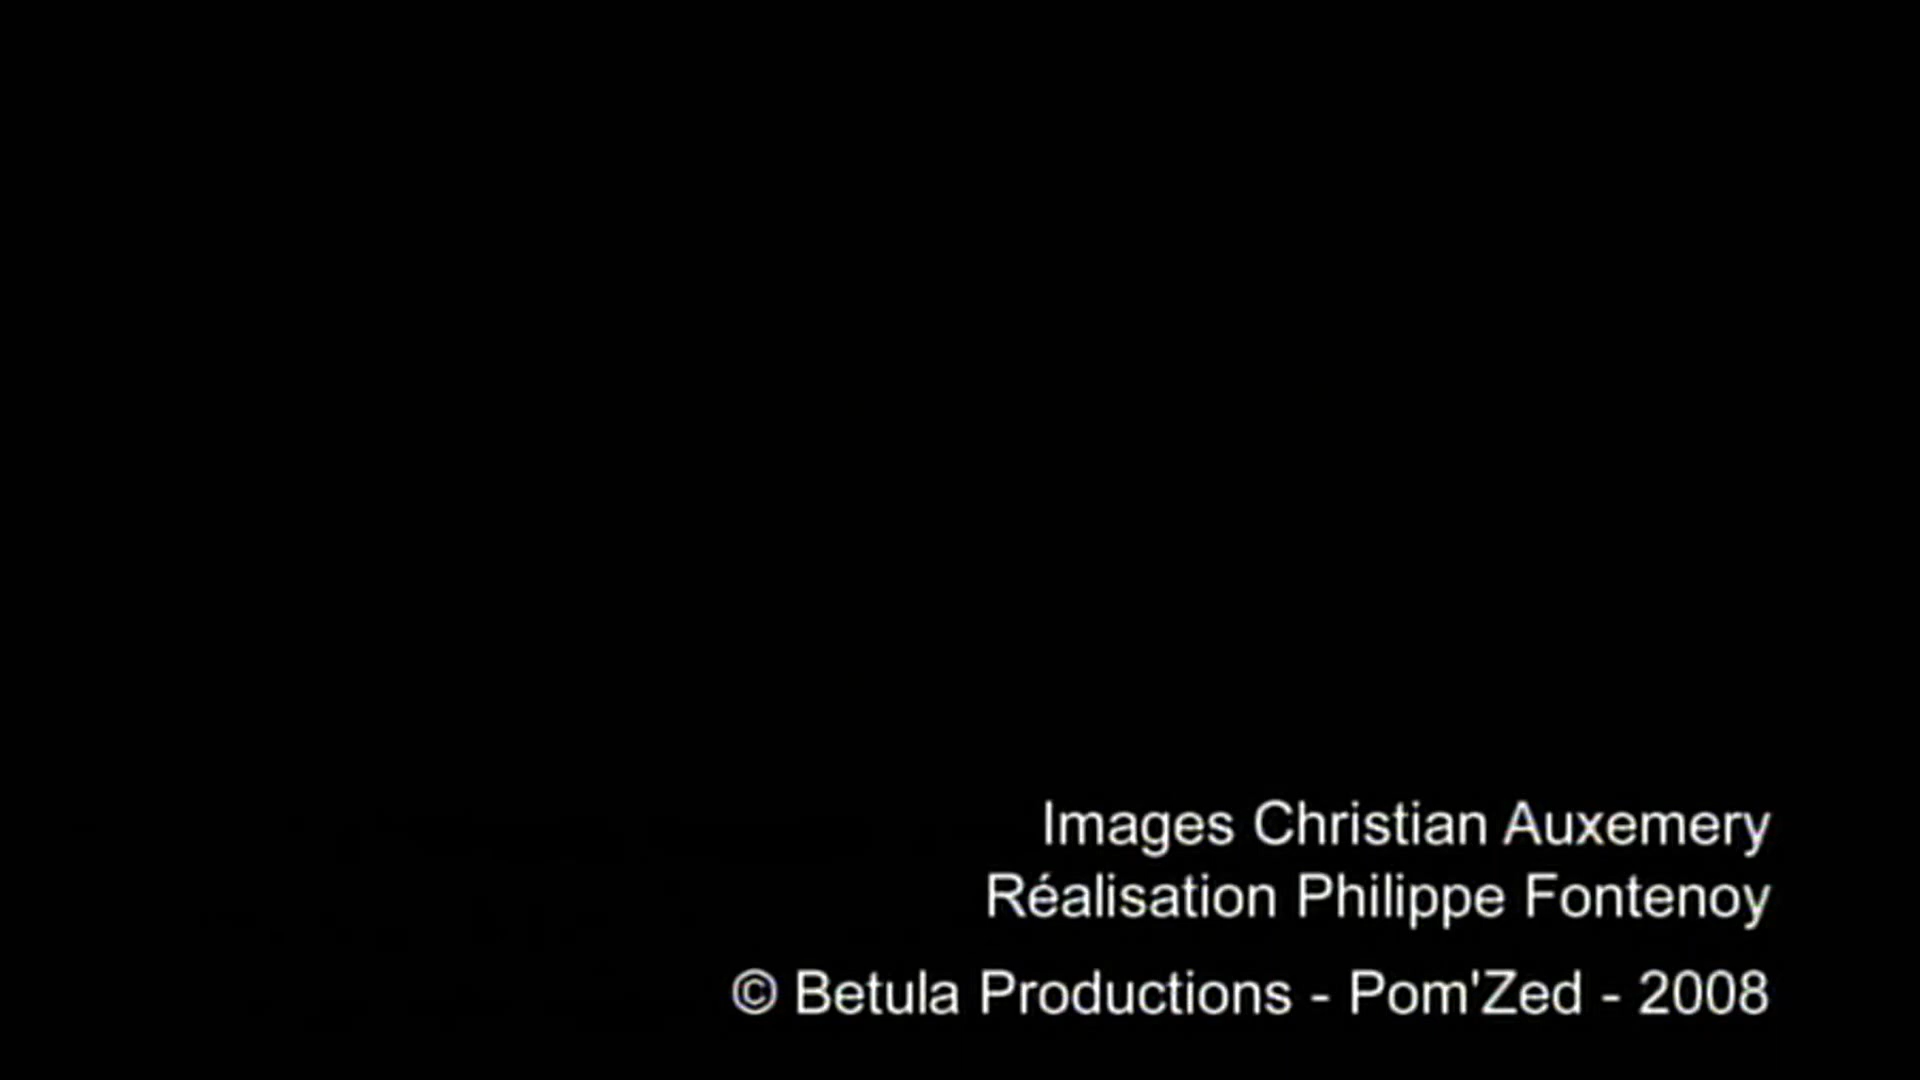 Images Christian Auxemery
Réalisation Philippe Fontenoy
© Betula Productions - Pom'Zed - 2008